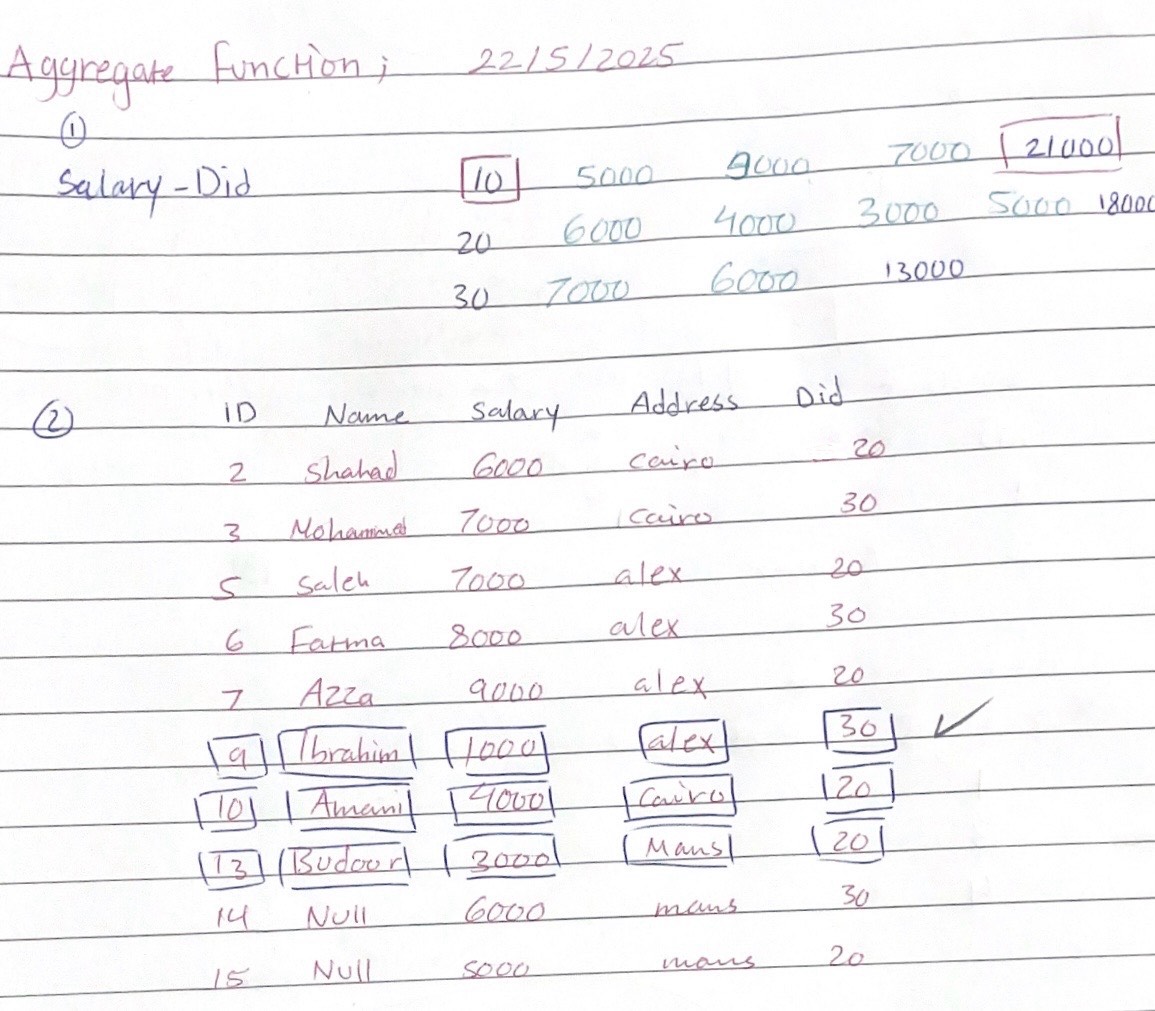 Aggregate Function; 22/5/2025
①
Salary-Did 10 5000 9000 7000 21000
20 6000 4000 3000 5000 18000
30 7000 6000 13000
② ID Name Salary Address Did
2 Shahad 6000 cairo 20
3 Mohammed 7000 cairo 30
5 saleh 7000 alex 20
6 Fatma 8000 alex 30
7 Azza 9000 alex 20
9 Ibrahim 1000 alex 30 ✓
10 Amani 4000 Cairo 20
13 Budoor 3000 Mans 20
14 Null 6000 mans 30
15 Null 5000 mans 20